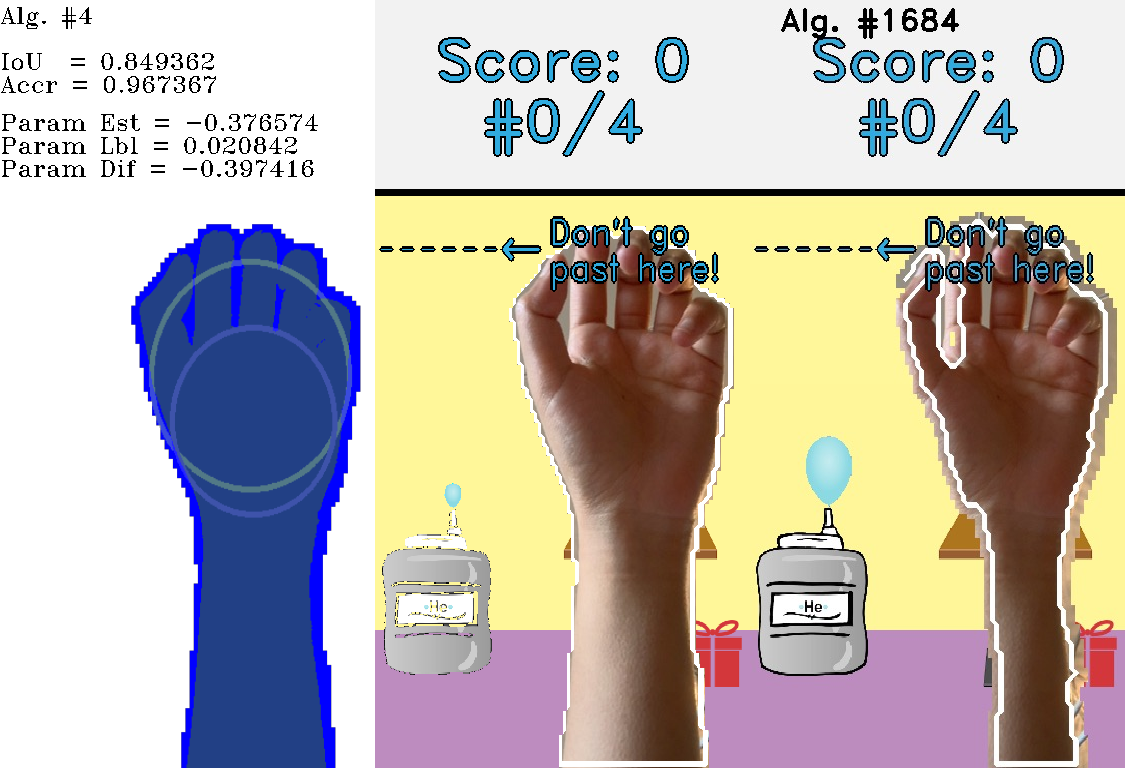 Alg. #4
IoU = 0.849362
Accr = 0.967367
Param Est = −0.376574
Param Lbl = 0.020842
Param Dif = −0.397416
Score: 0
#0/4
Don't go
past here!
He
Alg. #1684
Score: 0
#0/4
Don't go
past here!
He